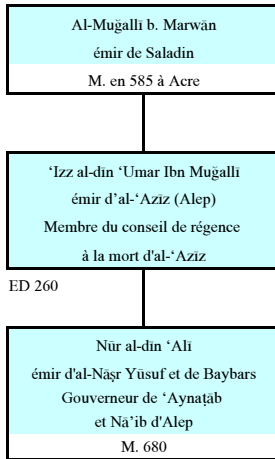 Al-Muğallī b. Marwān
émir de Saladin
M. en 585 à Acre
‘Izz al-dīn ‘Umar Ibn Muğallī
émir d’al-‘Azīz (Alep)
Membre du conseil de régence
à la mort d'al-‘Azīz
ED 260
Nūr al-dīn ‘Alī
émir d'al-Nāṣr Yūsuf et de Baybars
Gouverneur de ‘Aynaṭāb
et Nā’ib d'Alep
M. 680